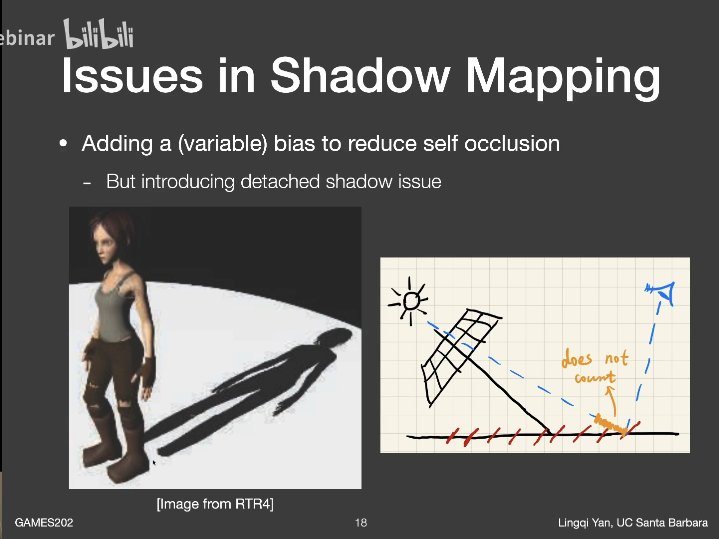 ebinar bilibili
Issues in Shadow Mapping
• Adding a (variable) bias to reduce self occlusion
– But introducing detached shadow issue
does not
count
[Image from RTR4]
GAMES202 18 Lingqi Yan, UC Santa Barbara